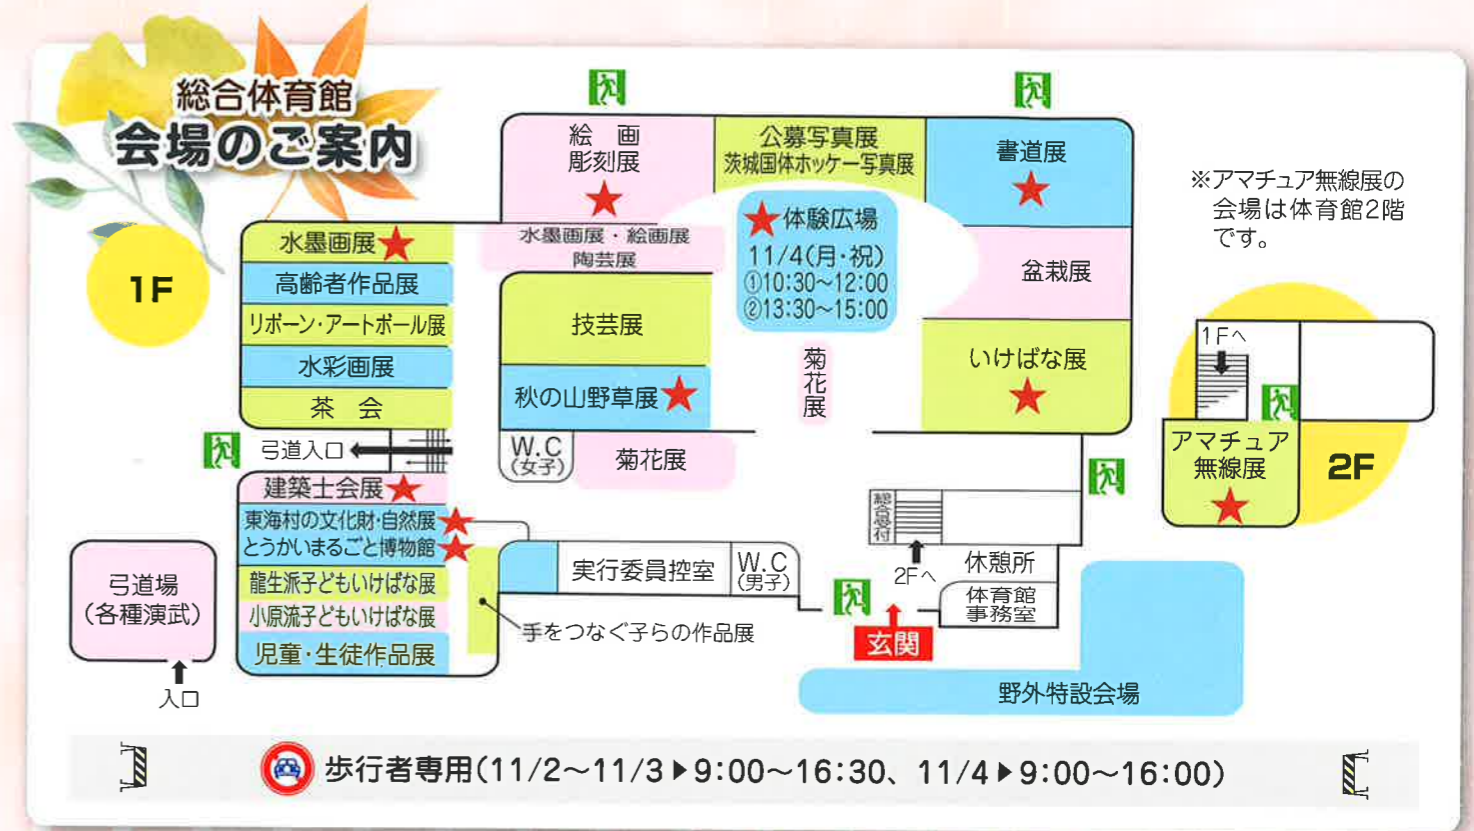 総合体育館
会場のご案内
1F
絵　画
彫刻展
公募写真展
茨城国体ホッケー写真展
書道展
※アマチュア無線展の
会場は体育館2階
です。
水墨画展
高齢者作品展
リボーン・アートボール展
水彩画展
茶　会
水墨画展・絵画展
陶芸展
体験広場
11/4(月・祝)
①10:30～12:00
②13:30～15:00
盆栽展
技芸展
秋の山野草展
菊花展
いけばな展
1Fへ
アマチュア
無線展
2F
弓道入口
W.C
(女子)
菊花展
建築士会展
東海村の文化財・自然展
とうかいまるごと博物館
龍生派子どもいけばな展
小原流子どもいけばな展
児童・生徒作品展
弓道場
(各種演武)
入口
実行委員控室
W.C
(男子)
手をつなぐ子らの作品展
総合受付
2Fへ
休憩所
体育館
事務室
玄関
野外特設会場
歩行者専用(11/2～11/3▶9:00～16:30、11/4▶9:00～16:00)